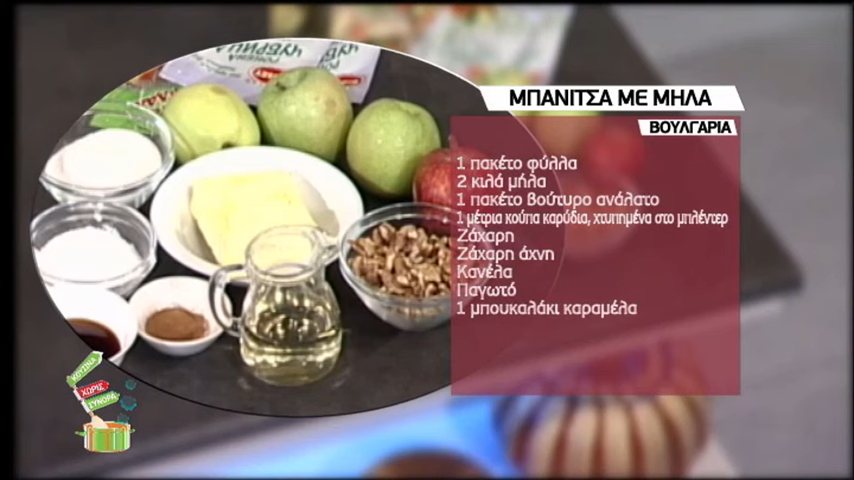 ΜΠΑΝΙΤΣΑ ΜΕ ΜΗΛΑ
ΒΟΥΛΓΑΡΙΑ
1 πακέτο φύλλα
2 κιλά μήλα
1 πακέτο βούτυρο ανάλατο
1 μέτρια κούπα καρύδια, χτυπημένα στο μπλέντερ
Ζάχαρη
Ζάχαρη άχνη
Κανέλα
Παγωτό
1 μπουκαλάκι καραμέλα
ΚΟΥΖΙΝΑ
ΧΩΡΙΣ
ΣΥΝΟΡΑ
ЧУБРИЦА